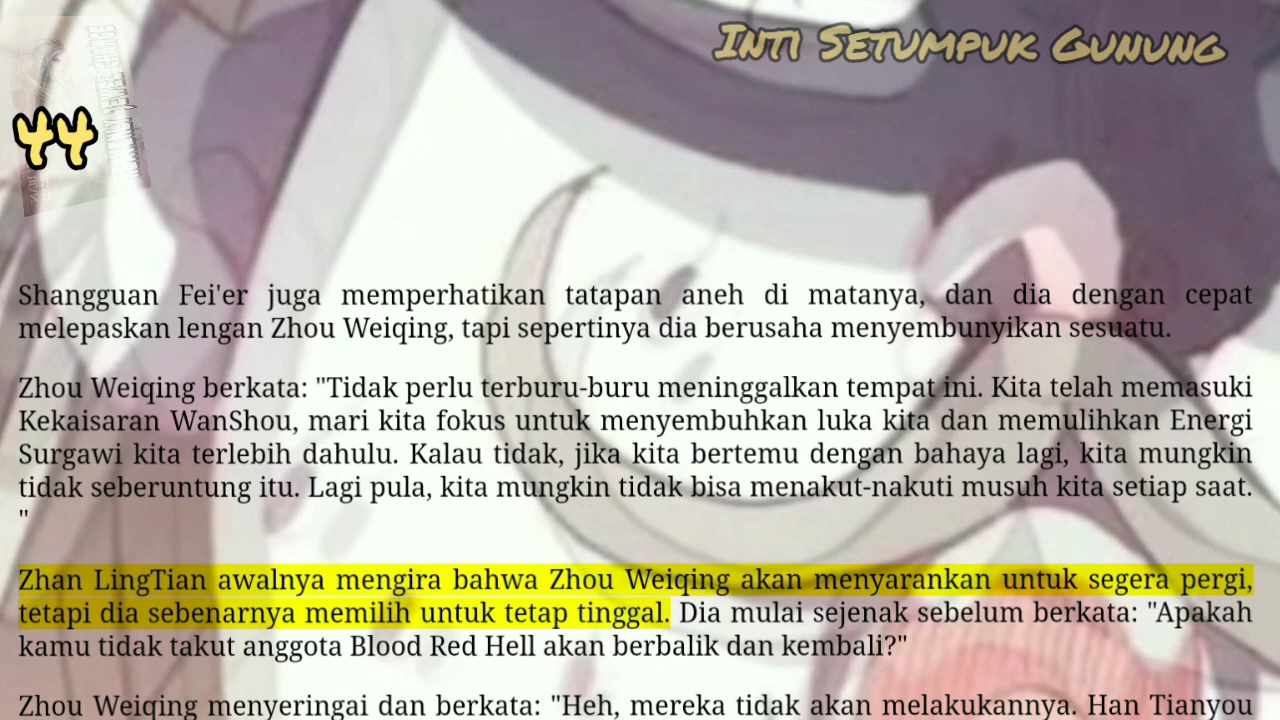 Inti Setumpuk Gunung
44
Shangguan Fei'er juga memperhatikan tatapan aneh di matanya, dan dia dengan cepat
melepaskan lengan Zhou Weiqing, tapi sepertinya dia berusaha menyembunyikan sesuatu.
Zhou Weiqing berkata: "Tidak perlu terburu-buru meninggalkan tempat ini. Kita telah memasuki
Kekaisaran WanShou, mari kita fokus untuk menyembuhkan luka kita dan memulihkan Energi
Surgawi kita terlebih dahulu. Kalau tidak, jika kita bertemu dengan bahaya lagi, kita mungkin
tidak seberuntung itu. Lagi pula, kita mungkin tidak bisa menakut-nakuti musuh kita setiap saat.
"
Zhan LingTian awalnya mengira bahwa Zhou Weiqing akan menyarankan untuk segera pergi,
tetapi dia sebenarnya memilih untuk tetap tinggal. Dia mulai sejenak sebelum berkata: "Apakah
kamu tidak takut anggota Blood Red Hell akan berbalik dan kembali?"
Zhou Weiqing menyeringai dan berkata: "Heh, mereka tidak akan melakukannya. Han Tianyou